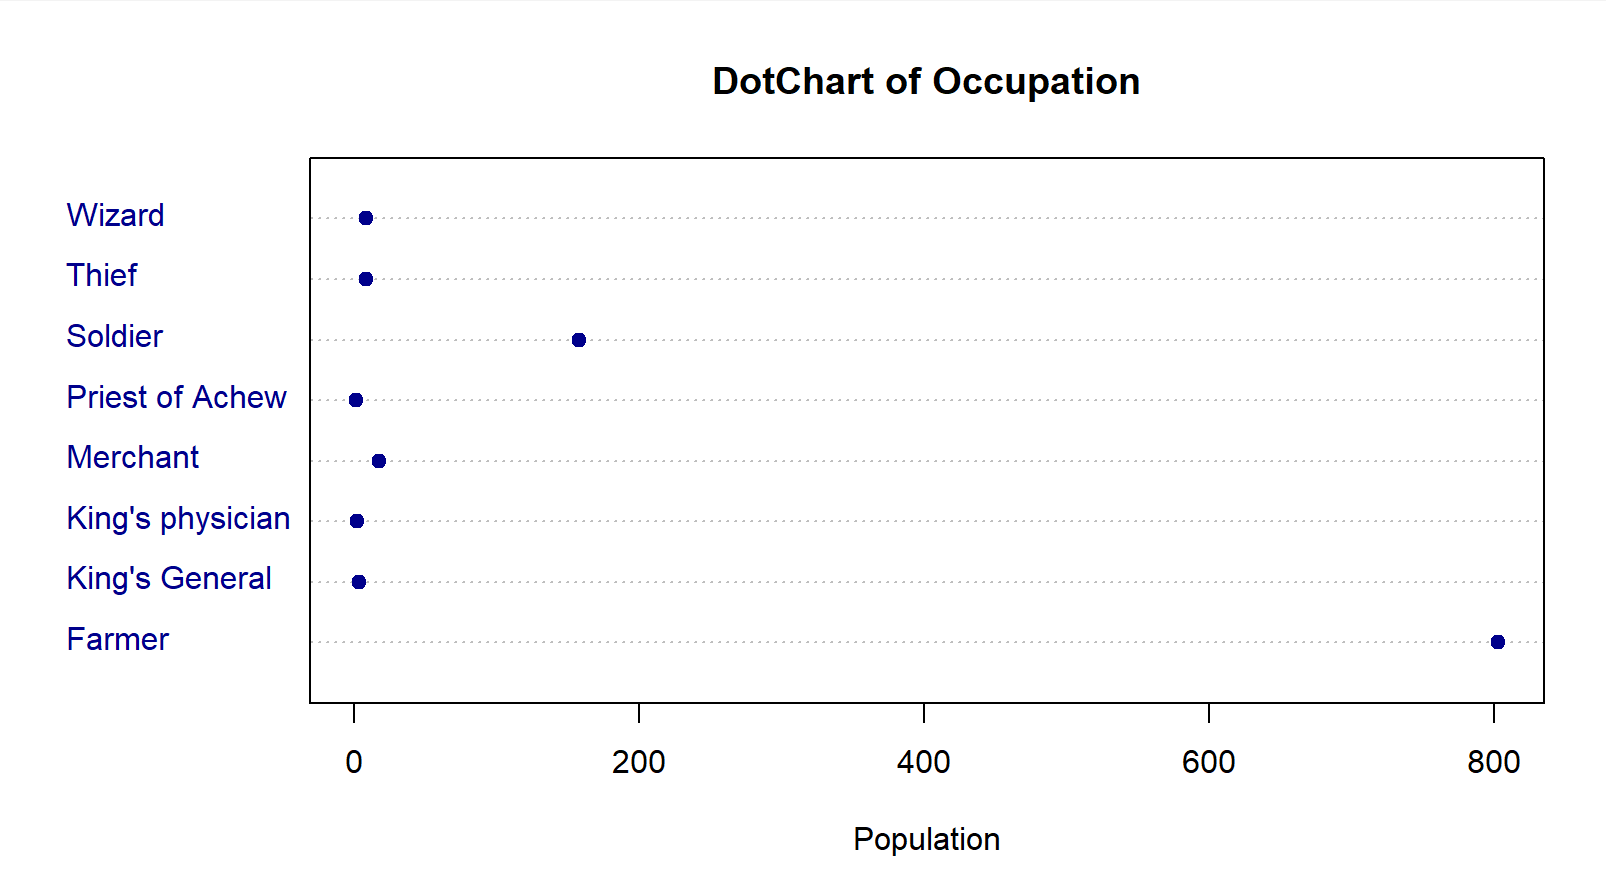 DotChart of Occupation
Wizard
Thief
Soldier
Priest of Achew
Merchant
King's physician
King's General
Farmer
0 200 400 600 800
Population